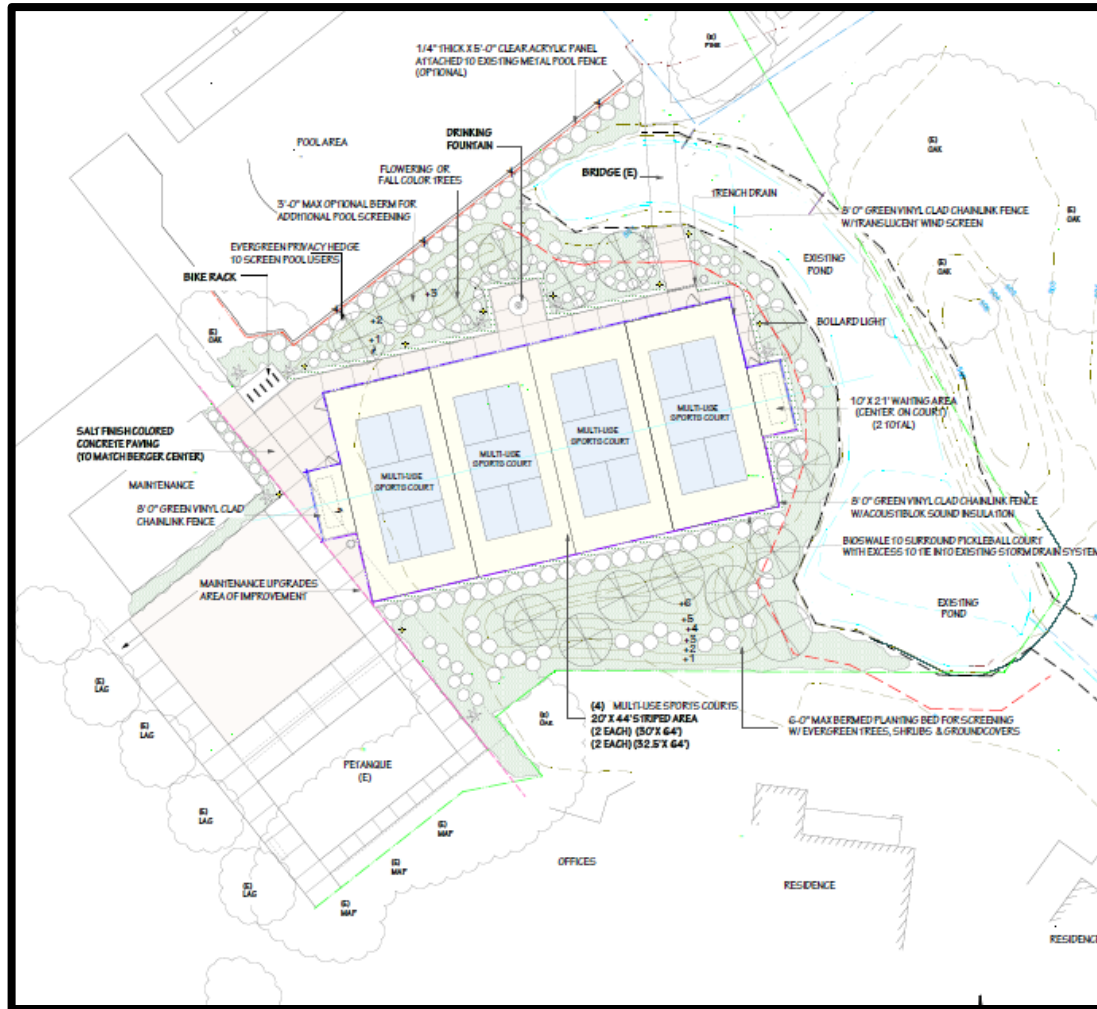 (E)
PINE
1/4" THICK X 5'-0" CLEAR ACRYLIC PANEL
ATTACHED TO EXISTING METAL POOL FENCE
(OPTIONAL)
POOL AREA
DRINKING
FOUNTAIN
FLOWERING OR
FALL COLOR TREES
BRIDGE (E)
TRENCH DRAIN
(E)
OAK
(E)
OAK
(E)
OAK
3'-0" MAX OPTIONAL BERM FOR
ADDITIONAL POOL SCREENING
8'0" GREEN VINYL CLAD CHAINLINK FENCE
W/TRANSLUCENT WIND SCREEN
EVERGREEN PRIVACY HEDGE
TO SCREEN POOL USERS
BIKE RACK
EXISTING
POND
+3
+2
+1
(E)
OAK
BOLLARD LIGHT
10' X 21' WAITING AREA
(CENTER ON COURT)
(2 TOTAL)
MULTI-USE
SPORTS COURT
MULTI-USE
SPORTS COURT
MULTI-USE
SPORTS COURT
MULTI-USE
SPORTS COURT
SALT FINISH COLORED
CONCRETE PAVING
(TO MATCH BERGER CENTER)
MAINTENANCE
8'0" GREEN VINYL CLAD
CHAINLINK FENCE
8'0" GREEN VINYL CLAD CHAINLINK FENCE
W/ACOUSTIBLOK SOUND INSULATION
BIOSWALE TO SURROUND PICKLEBALL COURT
WITH EXCESS TO TIE INTO EXISTING STORM DRAIN SYSTEM
MAINTENANCE UPGRADES
AREA OF IMPROVEMENT
EXISTING
POND
+6
+5
+4
+3
+2
+1
(4) MULTI-USE SPORTS COURTS
20' X 44' STRIPED AREA
(2 EACH) (30'X 64')
(2 EACH) (32.5'X 64')
(E)
OAK
6-0" MAX BERMED PLANTING BED FOR SCREENING
W/ EVERGREEN TREES, SHRUBS & GROUNDCOVERS
(E)
LAG
(E)
LAG
(E)
LAG
(E)
LAG
PETANQUE
(E)
(E)
MAP
(E)
MAP
(E)
MAP
OFFICES
RESIDENCE
RESIDENCE